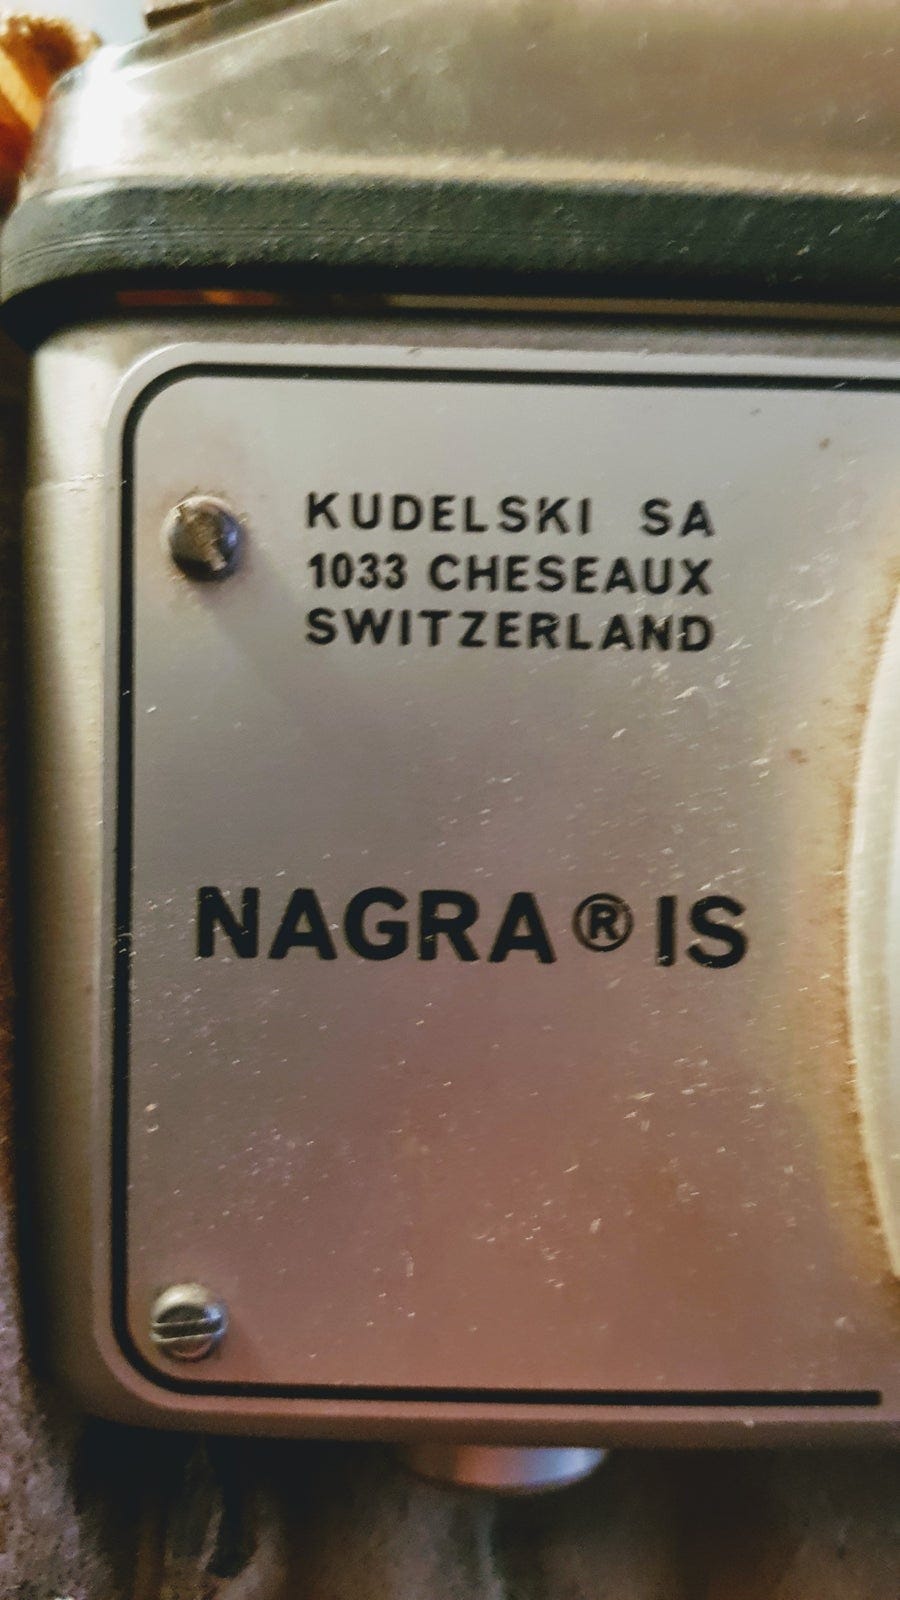 KUDELSKI SA
1033 CHESEAUX
SWITZERLAND
NAGRA ® IS